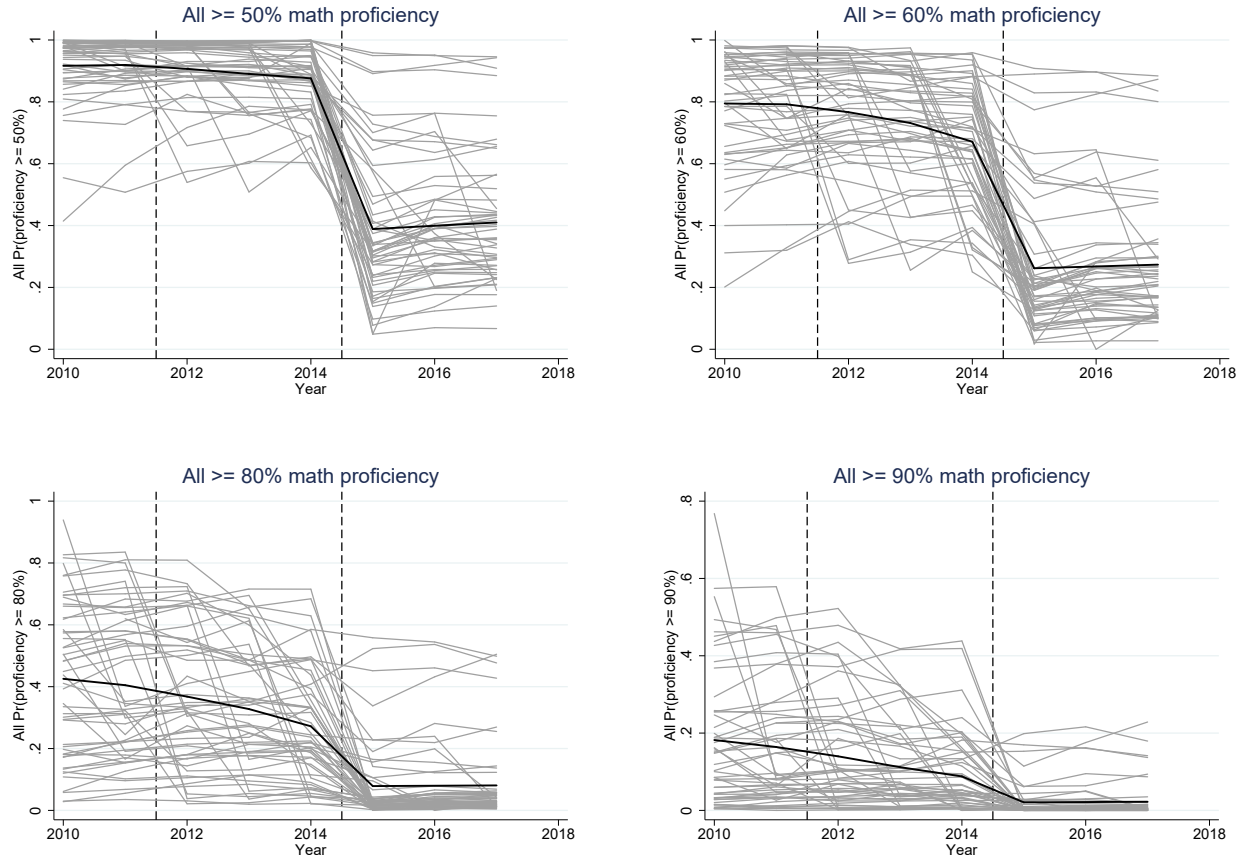 All >= 50% math proficiency
All Pr(proficiency >= 50%)
1
.8
.6
.4
.2
0
2010 2012 2014 2016 2018
Year
All >= 60% math proficiency
All Pr(proficiency >= 60%)
1
.8
.6
.4
.2
0
2010 2012 2014 2016 2018
Year
All >= 80% math proficiency
All Pr(proficiency >= 80%)
1
.8
.6
.4
.2
0
2010 2012 2014 2016 2018
Year
All >= 90% math proficiency
All Pr(proficiency >= 90%)
.8
.6
.4
.2
0
2010 2012 2014 2016 2018
Year